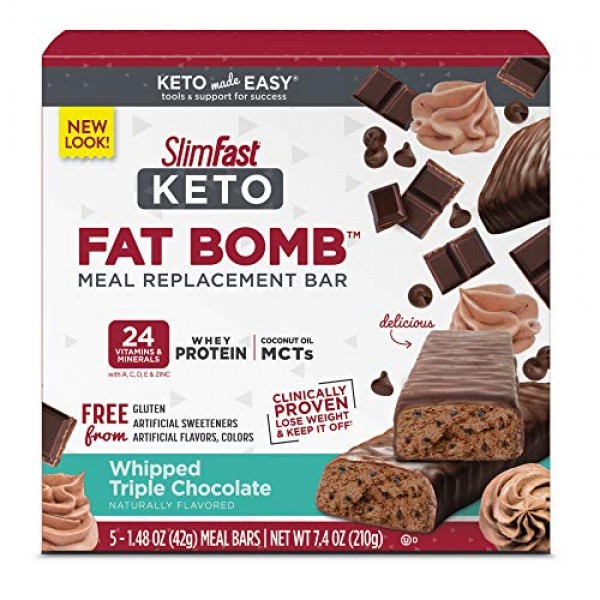 KETO made EASY®
tools & support for success
NEW
LOOK!
SlimFast®
KETO
FAT BOMB™
MEAL REPLACEMENT BAR
24
VITAMINS &
MINERALS
with A, C, D, E & ZINC
WHEY
PROTEIN
COCONUT OIL
MCTs
delicious
FREE
from
GLUTEN
ARTIFICIAL SWEETENERS
ARTIFICIAL FLAVORS, COLORS
CLINICALLY
PROVEN
LOSE WEIGHT
& KEEP IT OFF†
Whipped
Triple Chocolate
NATURALLY FLAVORED
5 - 1.48 OZ (42g) MEAL BARS | NET WT 7.4 OZ (210g)
U D